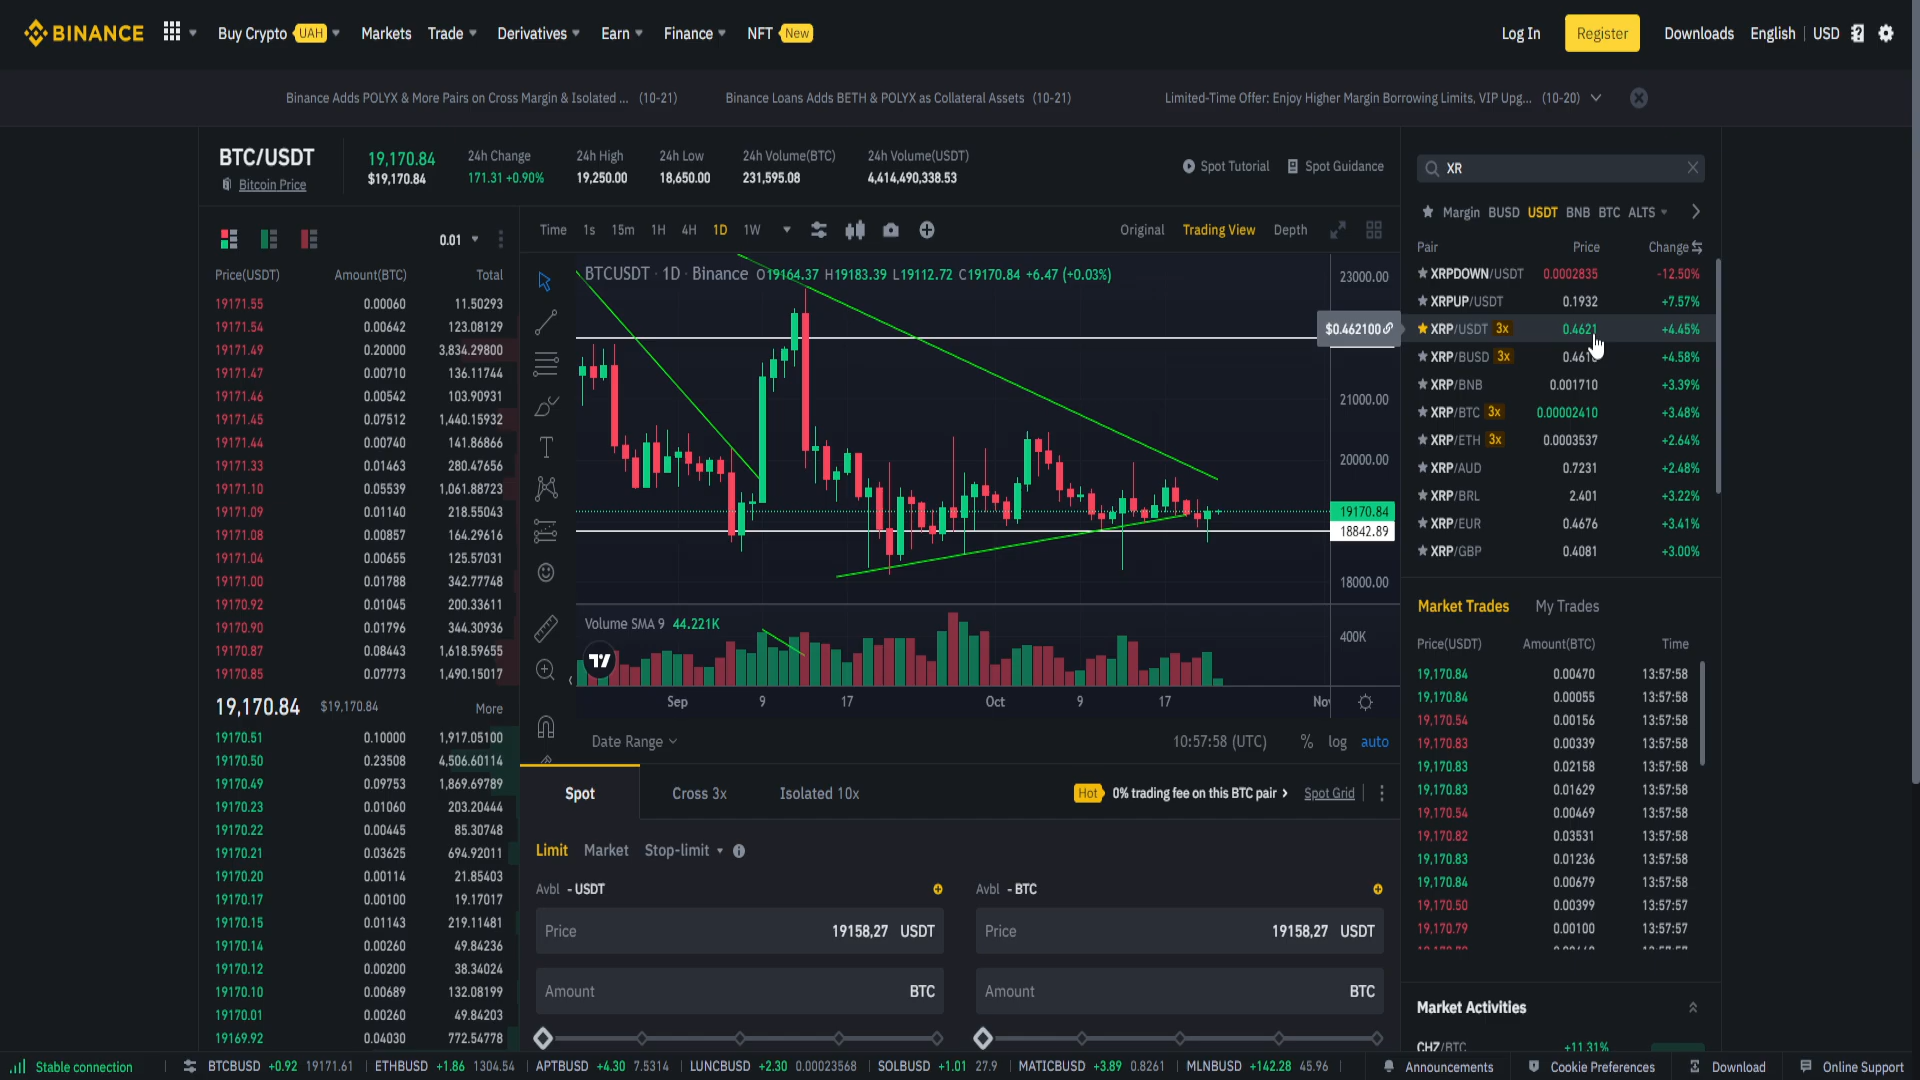 BINANCE
Buy Crypto UAH Markets Trade Derivatives Earn Finance NFT New
Log In Register Downloads English USD
Binance Adds POLYX & More Pairs on Cross Margin & Isolated ... (10-21) Binance Loans Adds BETH & POLYX as Collateral Assets (10-21) Limited-Time Offer: Enjoy Higher Margin Borrowing Limits, VIP Upg... (10-20)
BTC/USDT
Bitcoin Price
19,170.84
$19,170.84
24h Change
171.31 +0.90%
24h High
19,250.00
24h Low
18,650.00
24h Volume(BTC)
231,595.08
24h Volume(USDT)
4,414,490,338.53
Spot Tutorial Spot Guidance
0.01
Price(USDT) Amount(BTC) Total
19171.55 0.00060 11.50293
19171.54 0.00642 123.08129
19171.49 0.20000 3,834.29800
19171.47 0.00710 136.11744
19171.46 0.00542 103.90931
19171.45 0.07512 1,440.15932
19171.44 0.00740 141.86866
19171.33 0.01463 280.47656
19171.10 0.05539 1,061.88723
19171.09 0.01140 218.55043
19171.08 0.00857 164.29616
19171.04 0.00655 125.57031
19171.00 0.01788 342.77748
19170.92 0.01045 200.33611
19170.90 0.01796 344.30936
19170.87 0.08443 1,618.59655
19170.85 0.07773 1,490.15017
19,170.84 $19,170.84 More
19170.51 0.10000 1,917.05100
19170.50 0.23508 4,506.60114
19170.49 0.09753 1,869.69789
19170.23 0.01060 203.20444
19170.22 0.00445 85.30748
19170.21 0.03625 694.92011
19170.20 0.00114 21.85403
19170.17 0.00100 19.17017
19170.15 0.01143 219.11481
19170.14 0.00260 49.84236
19170.12 0.00200 38.34024
19170.10 0.00689 132.08199
19170.01 0.00260 49.84203
19169.92 0.04030 772.54778
Time 1s 15m 1H 4H 1D 1W
Original Trading View Depth
BTCUSDT · 1D · Binance O19164.37 H19183.39 L19112.72 C19170.84 +6.47 (+0.03%)
23000.00
$0.462100
21000.00
20000.00
19170.84
18842.89
18000.00
Volume SMA 9 44.221K
400K
Sep 9 17 Oct 9 17 Nov
Date Range
10:57:58 (UTC) % log auto
Spot Cross 3x Isolated 10x
Hot 0% trading fee on this BTC pair Spot Grid
Limit Market Stop-limit
Avbl - USDT
Price 19158,27 USDT
Amount BTC
Avbl - BTC
Price 19158,27 USDT
Amount BTC
XR
Margin BUSD USDT BNB BTC ALTS
Pair Price Change
XRPDOWN/USDT 0.0002835 -12.50%
XRPUP/USDT 0.1932 +7.57%
XRP/USDT 3x 0.4621 +4.45%
XRP/BUSD 3x 0.461 +4.58%
XRP/BNB 0.001710 +3.39%
XRP/BTC 3x 0.00002410 +3.48%
XRP/ETH 3x 0.0003537 +2.64%
XRP/AUD 0.7231 +2.48%
XRP/BRL 2.401 +3.22%
XRP/EUR 0.4676 +3.41%
XRP/GBP 0.4081 +3.00%
Market Trades My Trades
Price(USDT) Amount(BTC) Time
19,170.84 0.00470 13:57:58
19,170.84 0.00055 13:57:58
19,170.54 0.00156 13:57:58
19,170.83 0.00339 13:57:58
19,170.83 0.02158 13:57:58
19,170.83 0.01629 13:57:58
19,170.54 0.00469 13:57:58
19,170.82 0.03531 13:57:58
19,170.83 0.01236 13:57:58
19,170.84 0.00679 13:57:58
19,170.50 0.00399 13:57:57
19,170.79 0.00100 13:57:57
Market Activities
CHZ/BTC +11.31%
Stable connection
BTCBUSD +0.92 19171.61 ETHBUSD +1.86 1304.54 APTBUSD +4.30 7.5314 LUNCBUSD +2.30 0.00023568 SOLBUSD +1.01 27.9 MATICBUSD +3.89 0.8261 MLNBUSD +142.28 45.96
Announcements Cookie Preferences Download Online Support